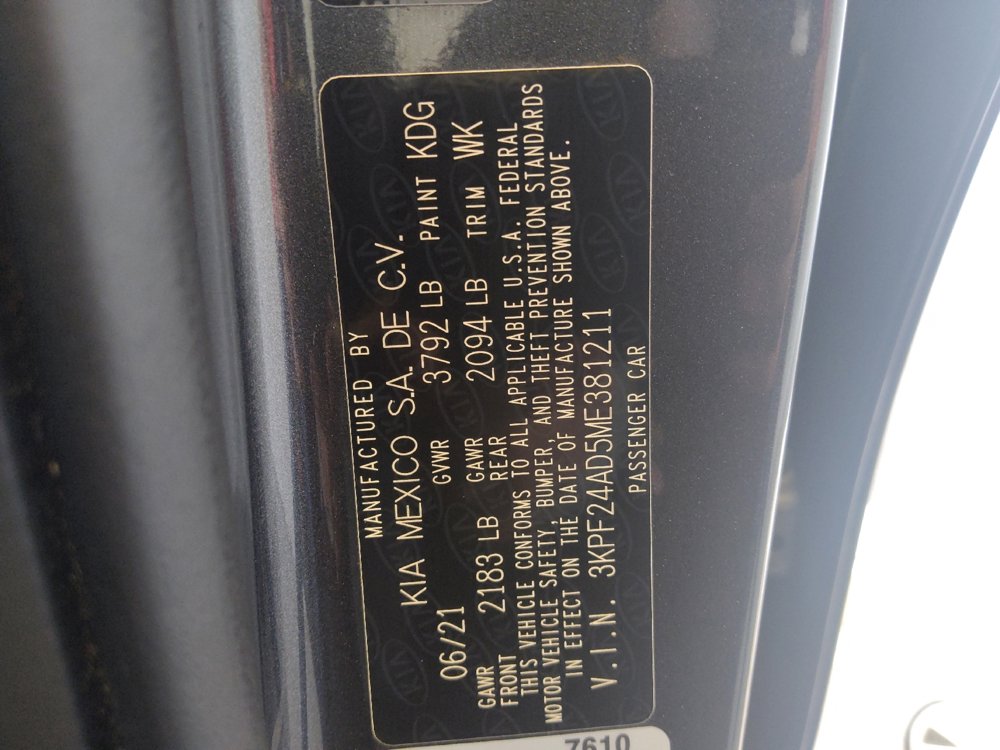 MANUFACTURED BY
KIA MEXICO S.A. DE C.V.
06/21 GVWR 3792 LB PAINT KDG
GAWR FRONT 2183 LB GAWR REAR 2094 LB TRIM WK
THIS VEHICLE CONFORMS TO ALL APPLICABLE U.S.A. FEDERAL
MOTOR VEHICLE SAFETY, BUMPER, AND THEFT PREVENTION STANDARDS
IN EFFECT ON THE DATE OF MANUFACTURE SHOWN ABOVE.
V.I.N. 3KPF24AD5ME381211
PASSENGER CAR
7610